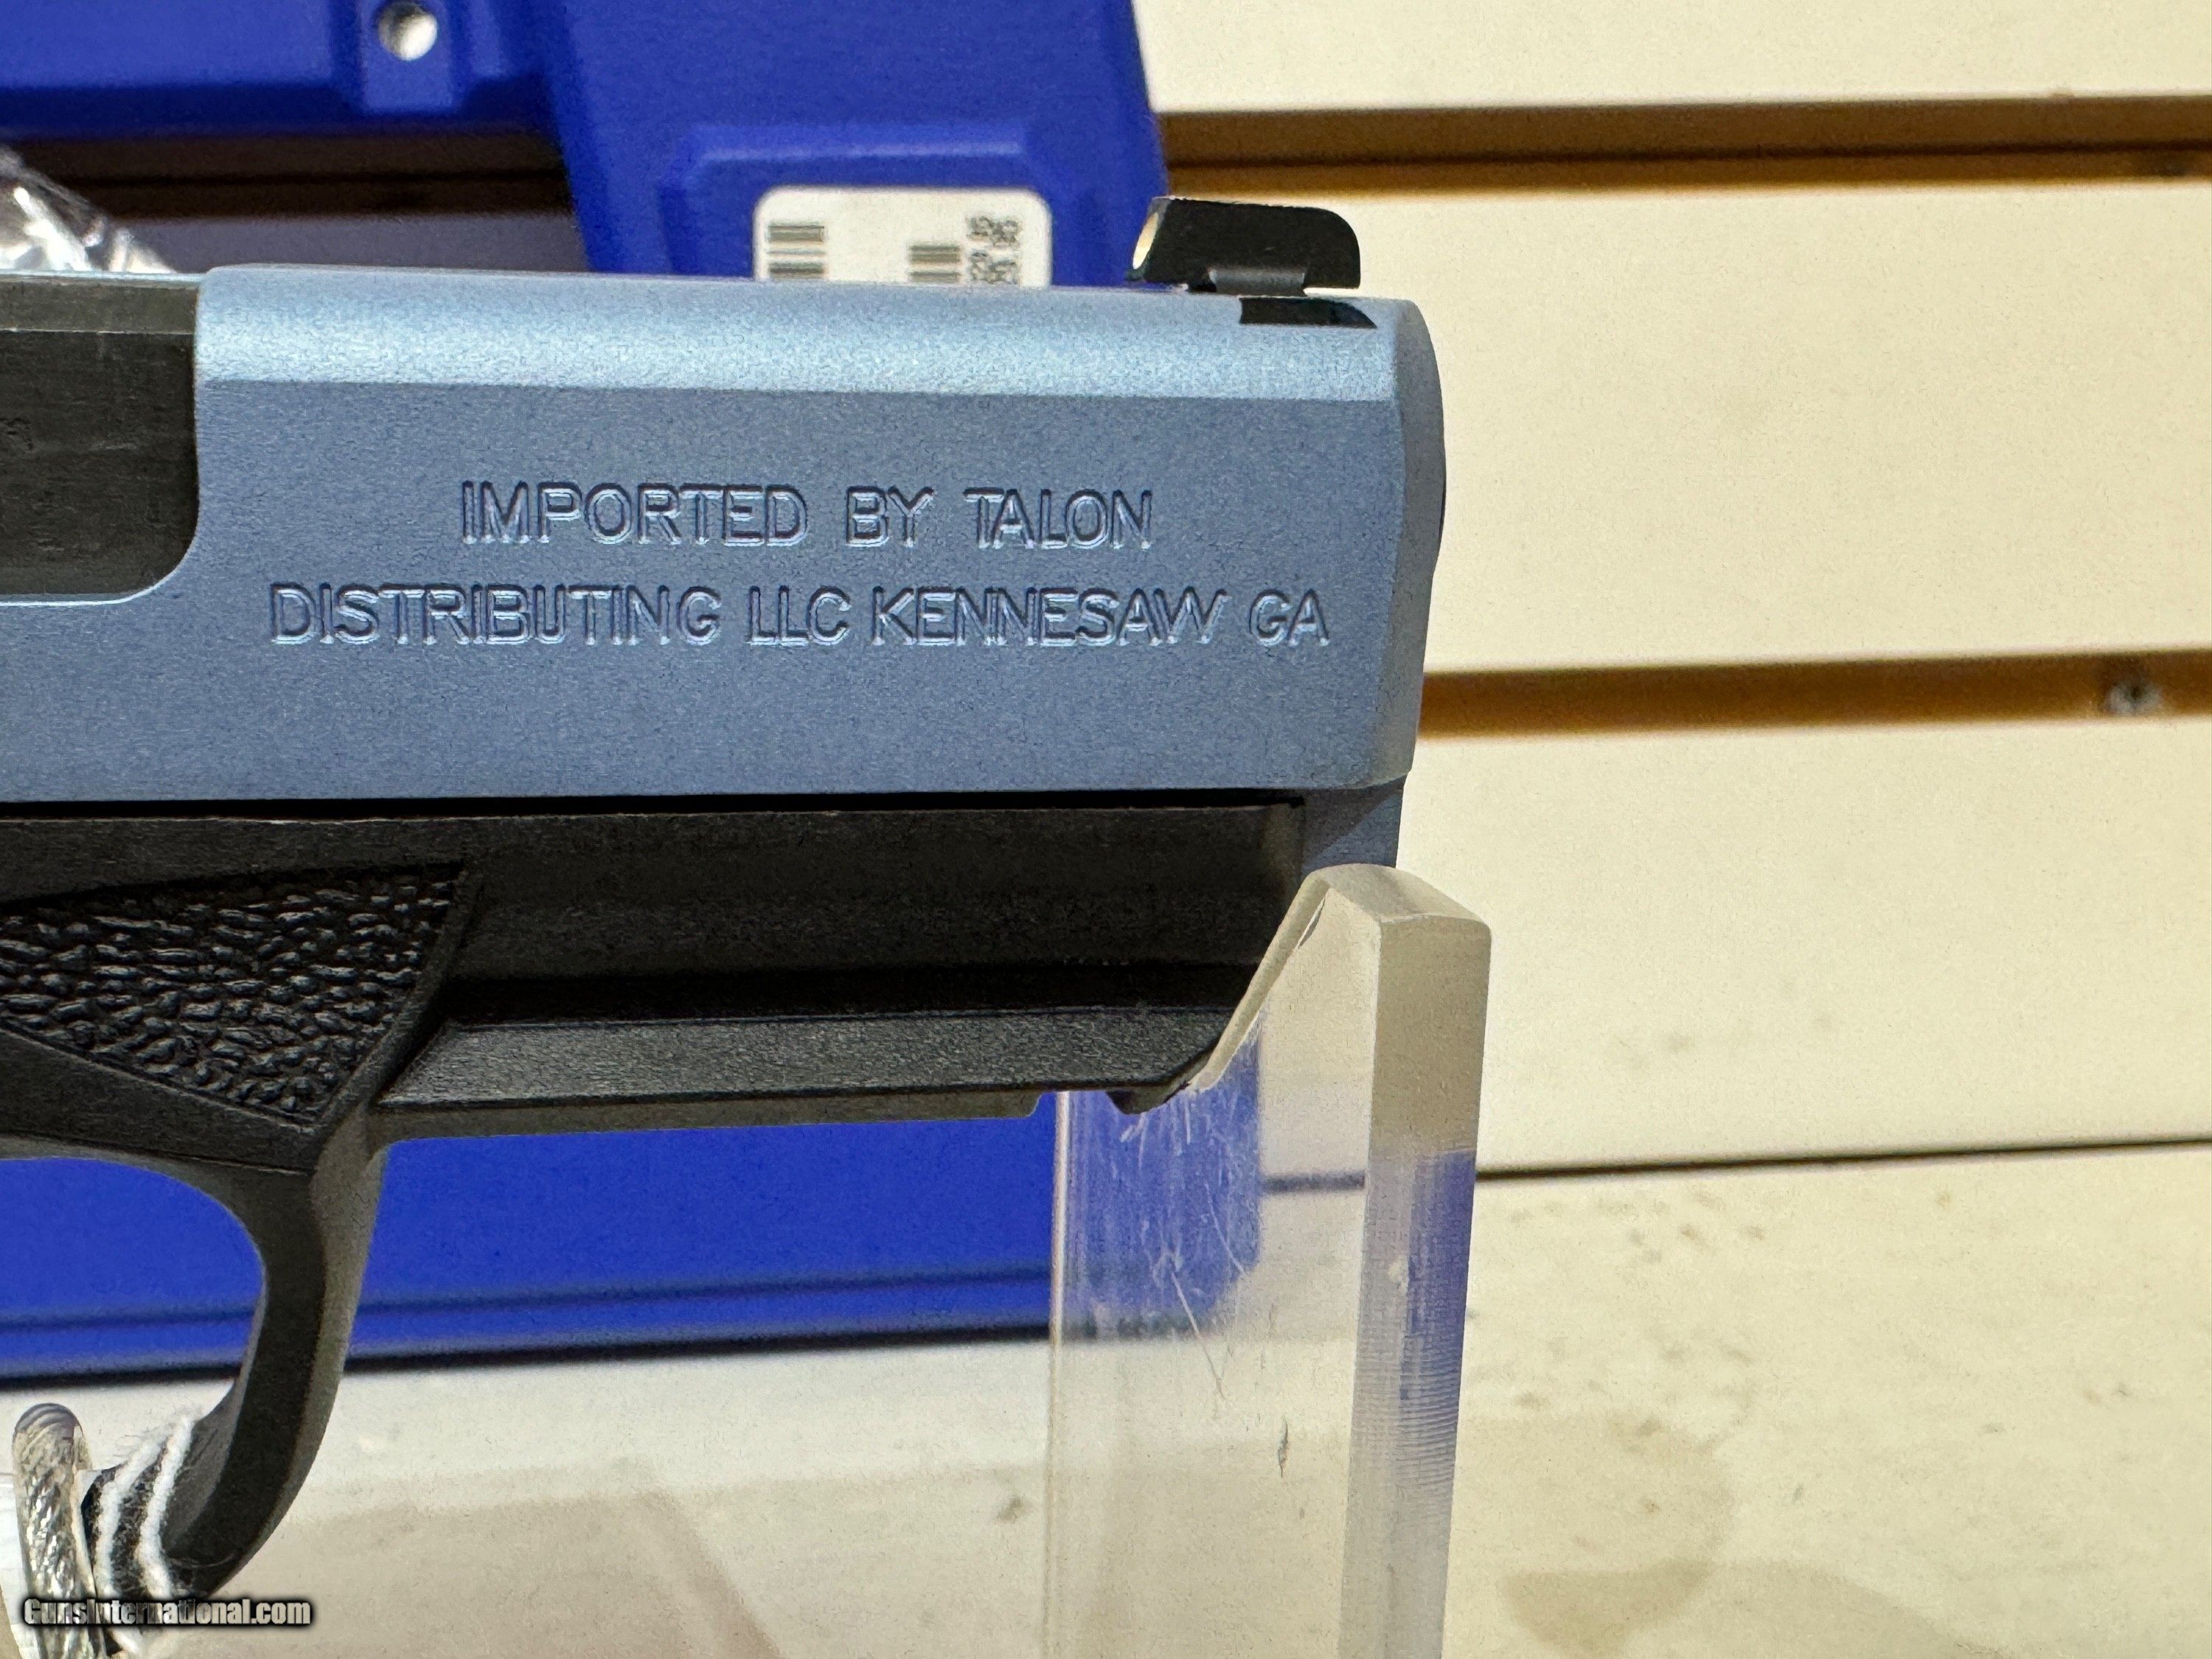 IMPORTED BY TALON
DISTRIBUTING LLC KENNESAW GA
GunsInternational.com